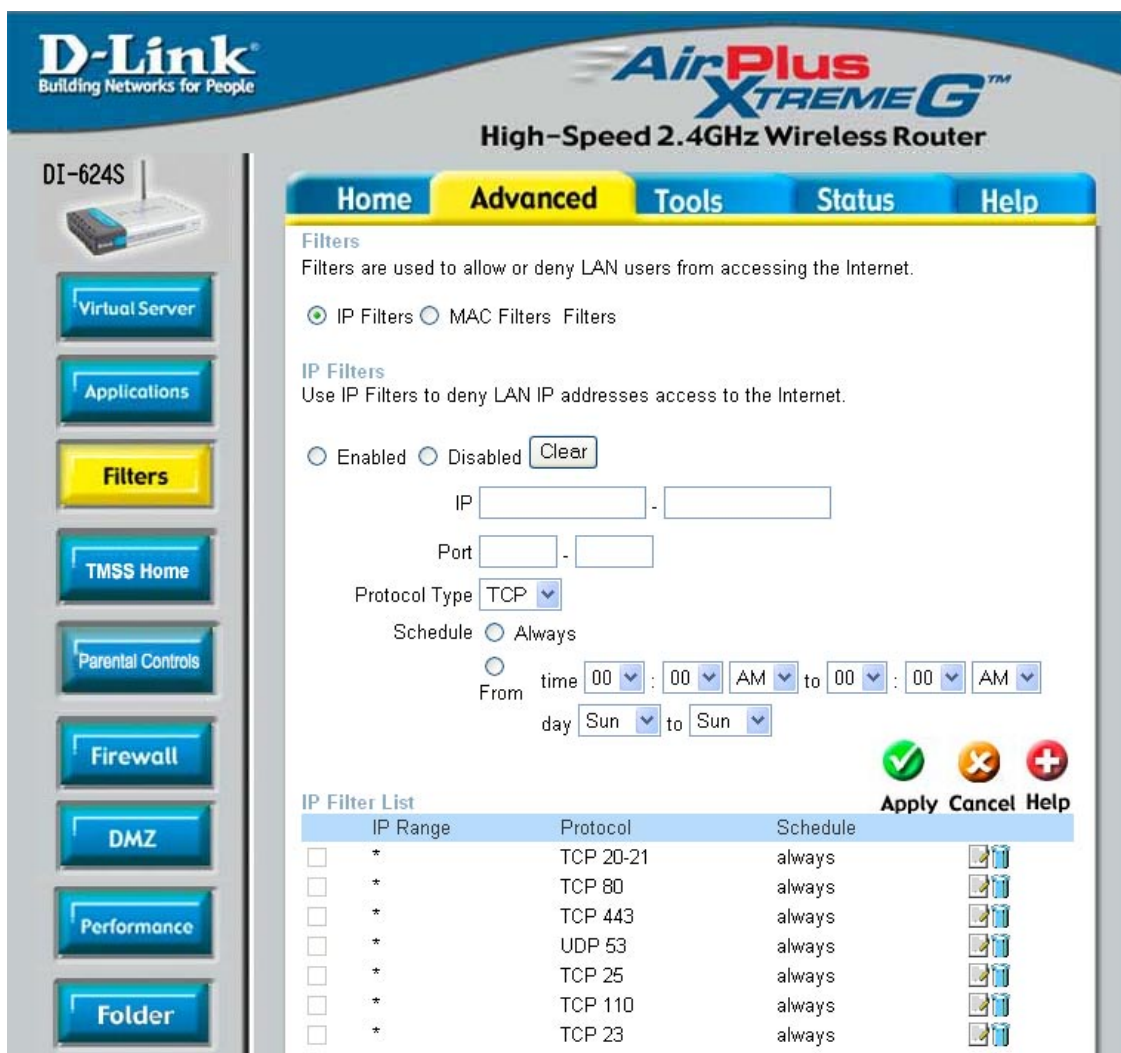 D-Link®
Building Networks for People
AirPlus
XTREME G™
High-Speed 2.4GHz Wireless Router
DI-624S
Home Advanced Tools Status Help
Virtual Server
Applications
Filters
TMSS Home
Parental Controls
Firewall
DMZ
Performance
Folder
Filters
Filters are used to allow or deny LAN users from accessing the Internet.
IP Filters MAC Filters Filters
IP Filters
Use IP Filters to deny LAN IP addresses access to the Internet.
Enabled Disabled Clear
IP -
Port -
Protocol Type TCP
Schedule Always
From time 00 : 00 AM to 00 : 00 AM
day Sun to Sun
Apply Cancel Help
IP Filter List
IP Range Protocol Schedule
* TCP 20-21 always
* TCP 80 always
* TCP 443 always
* UDP 53 always
* TCP 25 always
* TCP 110 always
* TCP 23 always